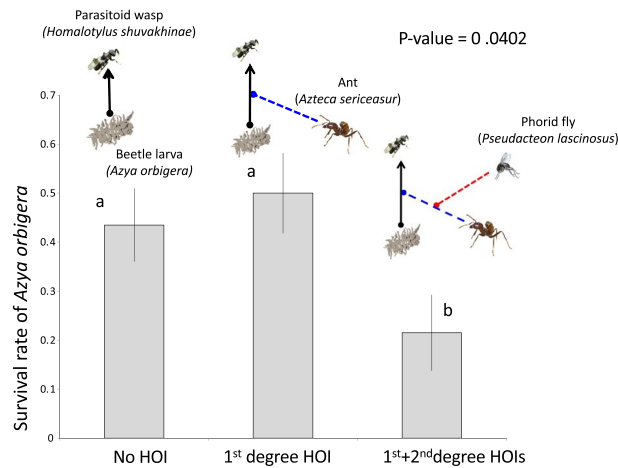 Parasitoid wasp
(Homalotylus shuvakhinae)
P-value = 0 .0402
Ant
(Azteca sericeasur)
Phorid fly
(Pseudacteon lascinosus)
Beetle larva
(Azya orbigera)
a
a
b
Survival rate of Azya orbigera
0.7
0.6
0.5
0.4
0.3
0.2
0.1
0
No HOI
1st degree HOI
1st+2nddegree HOIs